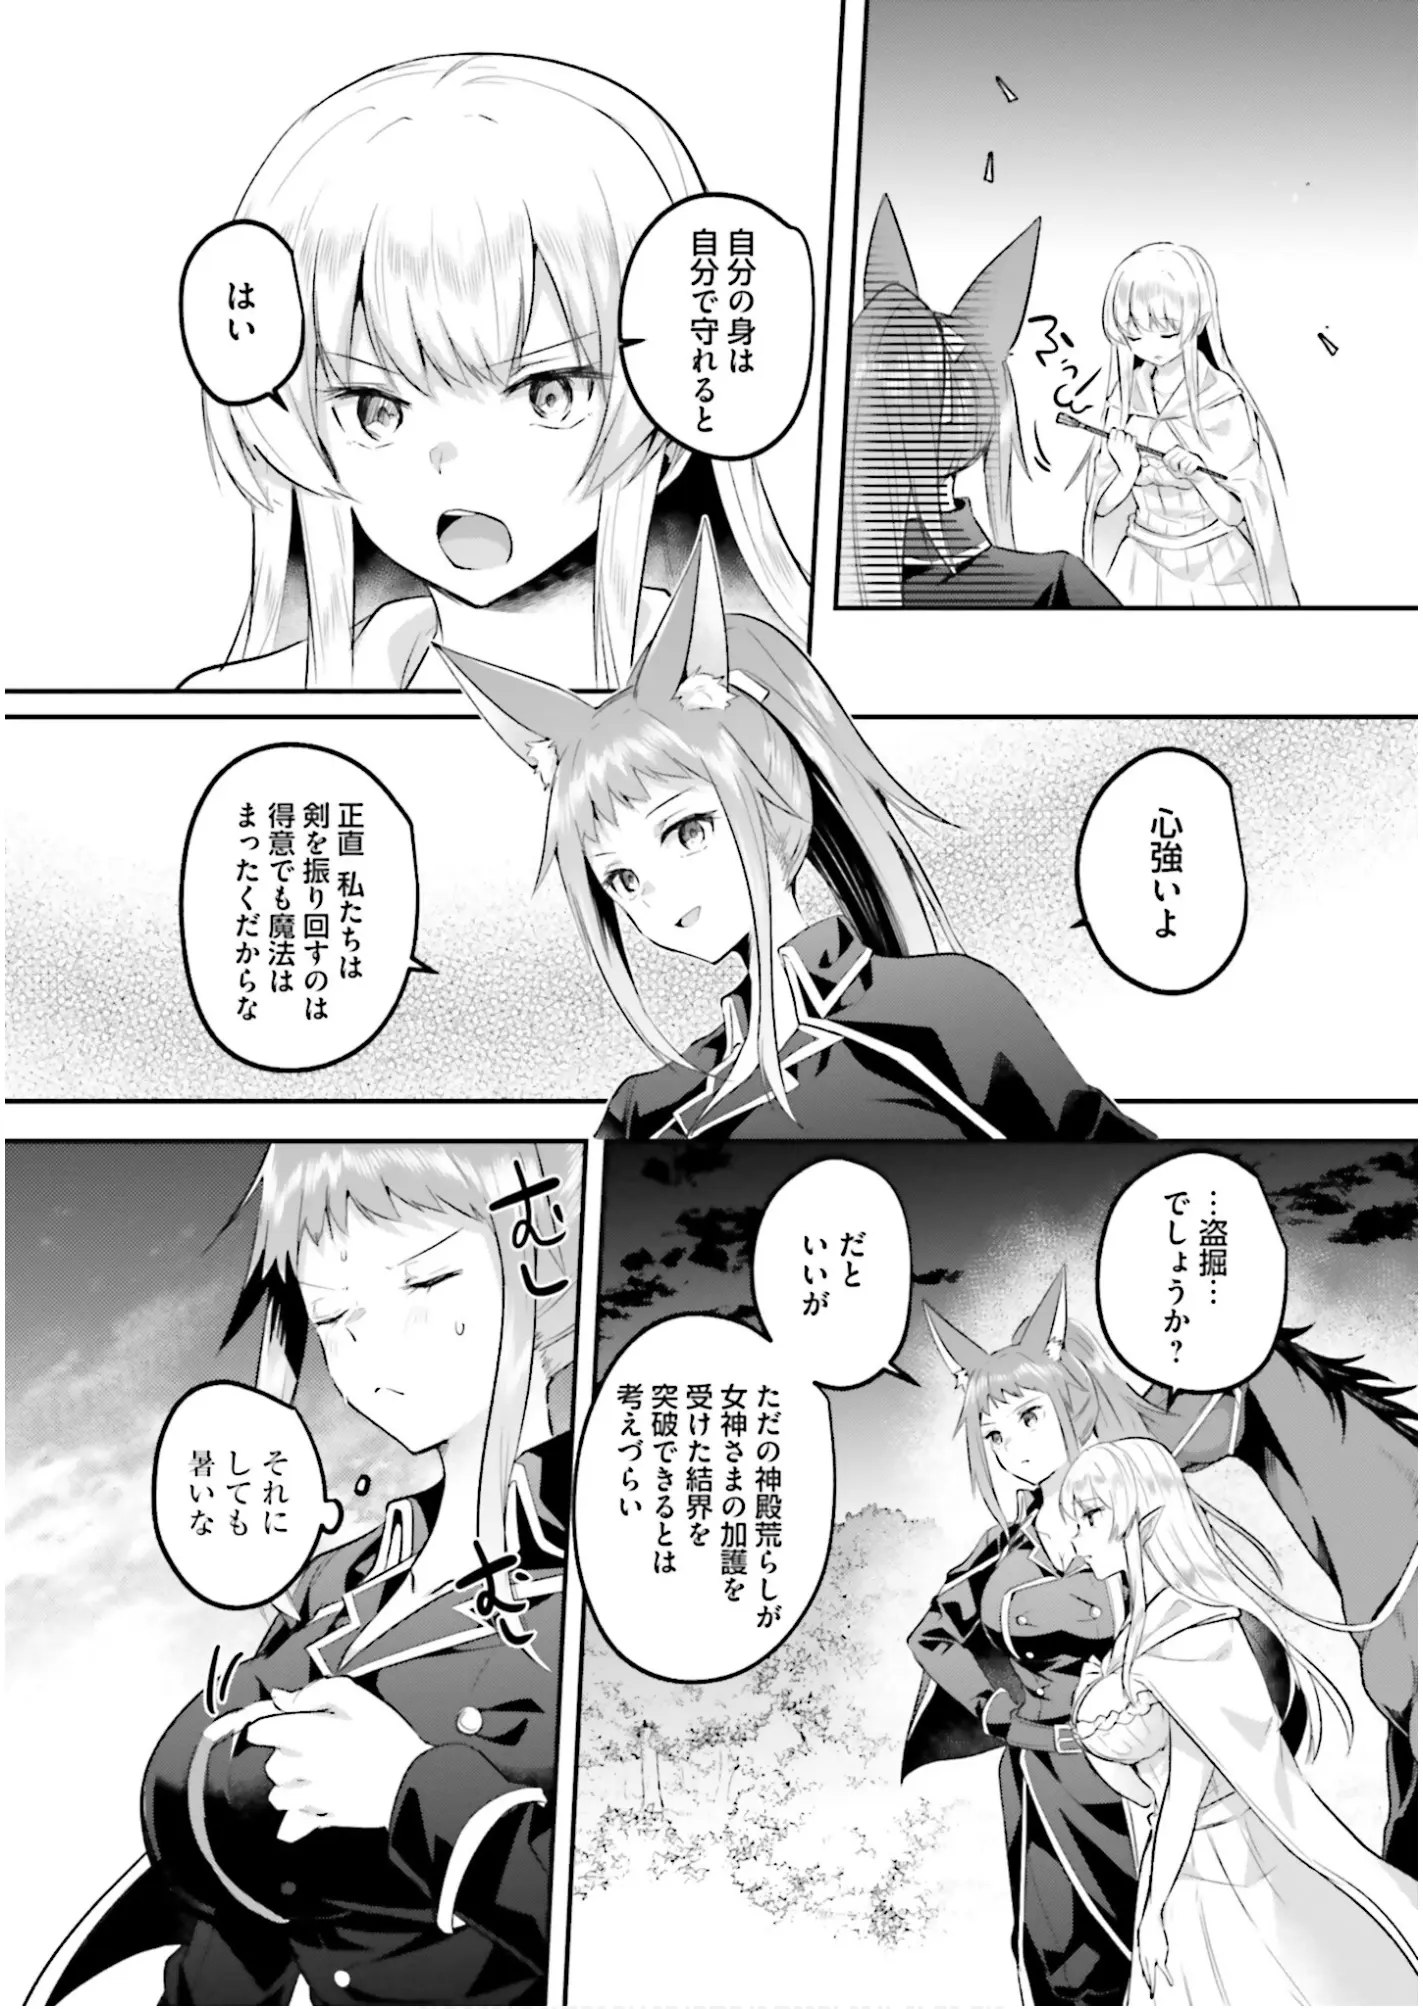 ふぅ
自分の身は
自分で守れると
はい
心強いよ
正直 私たちは
剣を振り回すのは
得意でも魔法は
まったくだからな
…盗掘…
でしょうか？
だと
いいが
ただの神殿荒らしが
女神さまの加護を
受けた結界を
突破できるとは
考えづらい
むじ
それに
しても
暑いな
むじ